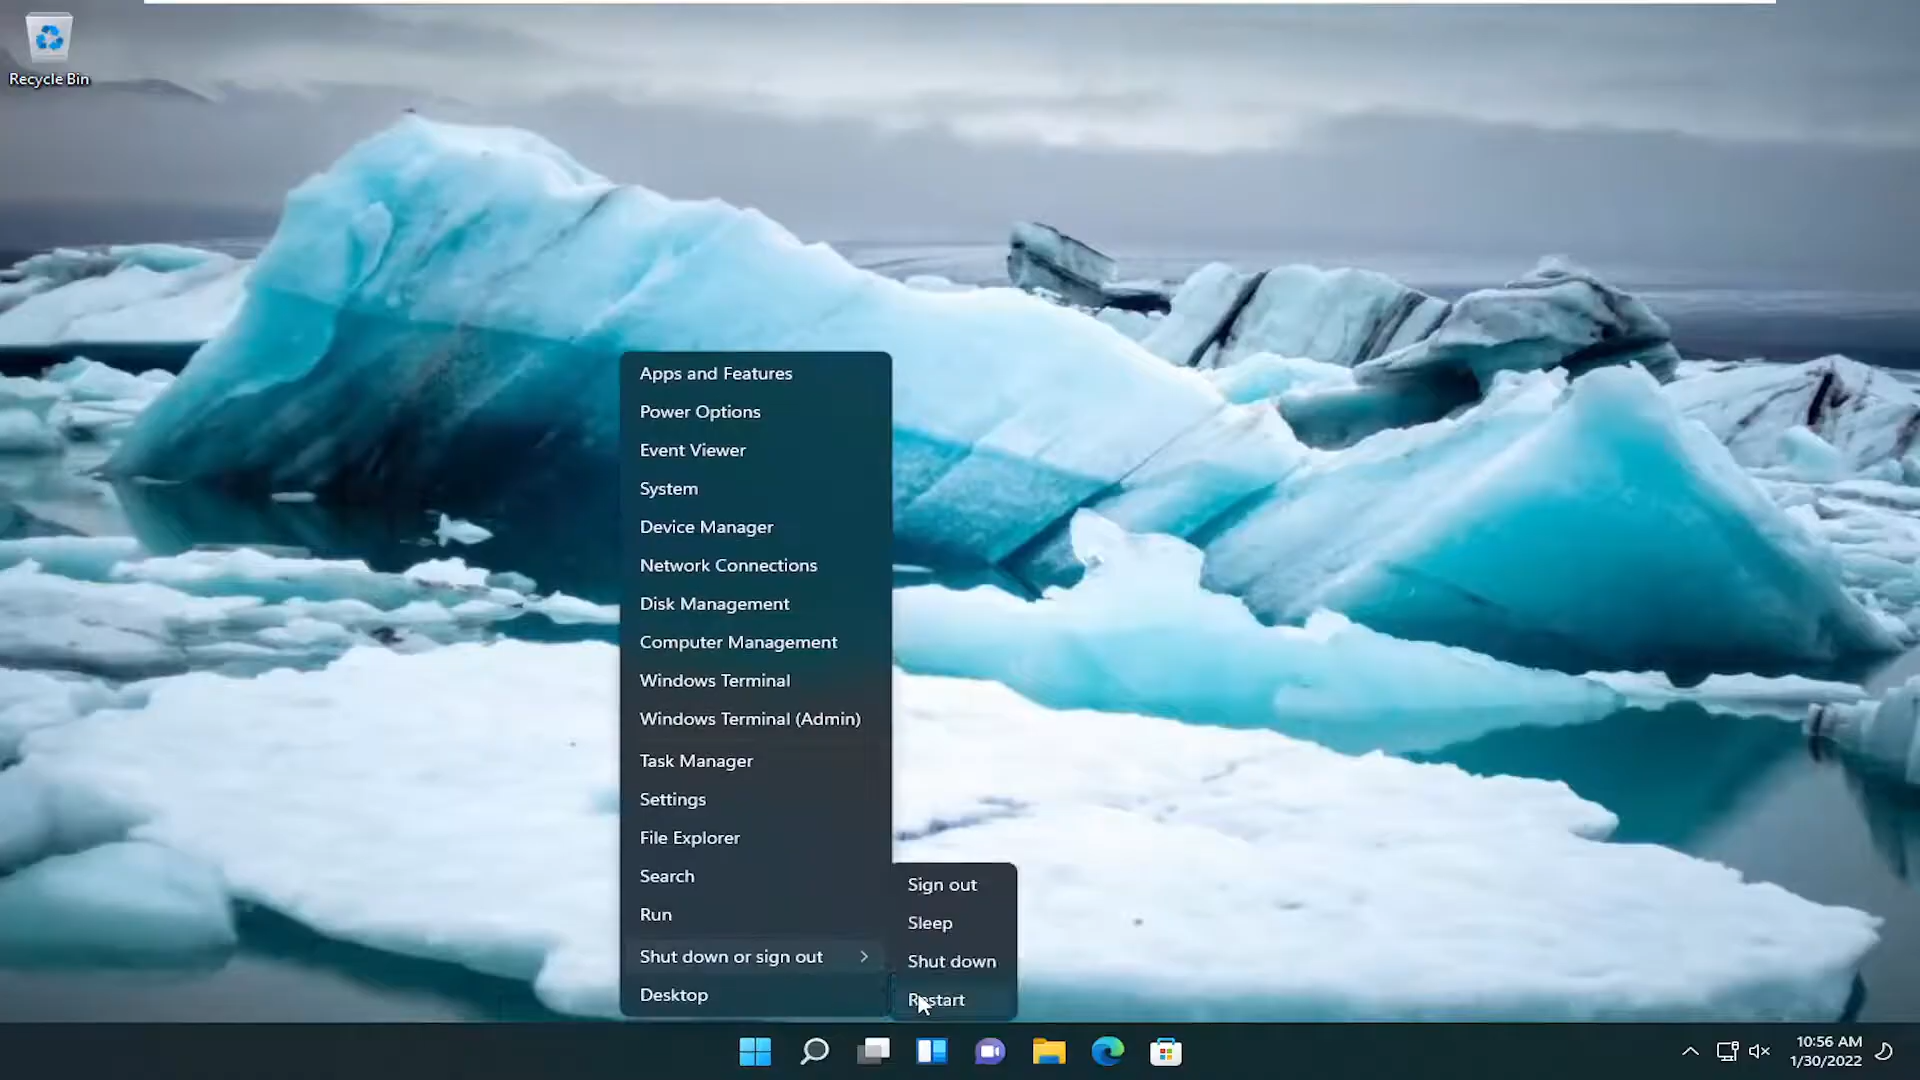 Recycle Bin
Apps and Features
Power Options
Event Viewer
System
Device Manager
Network Connections
Disk Management
Computer Management
Windows Terminal
Windows Terminal (Admin)
Task Manager
Settings
File Explorer
Search
Run
Shut down or sign out
Desktop
Sign out
Sleep
Shut down
Restart
10:56 AM
1/30/2022